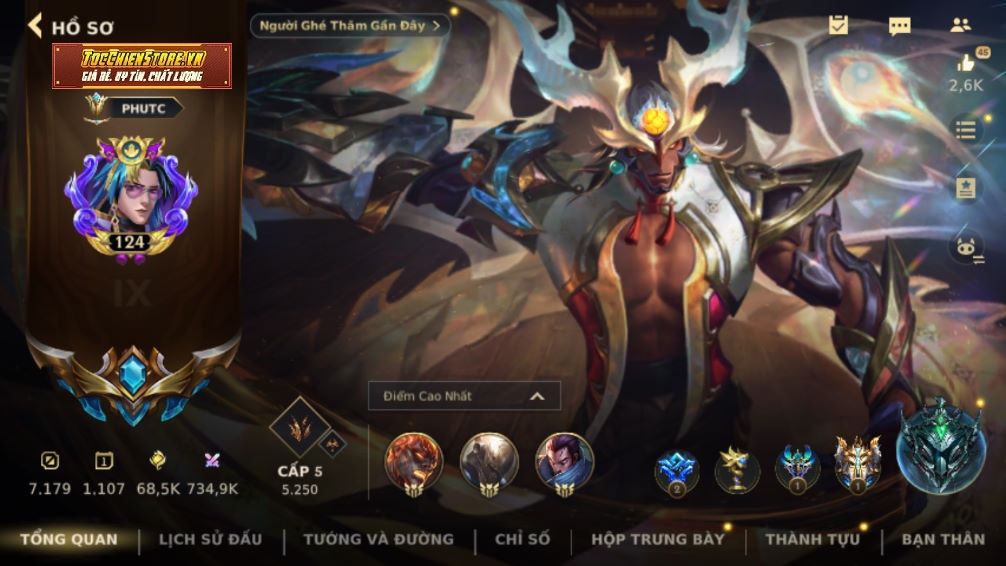 HỒ SƠ
Người Ghé Thăm Gần Đây >
TOCCHIENSTORE.VN
GIÁ RẺ, UY TÍN, CHẤT LƯỢNG
PHUTC
45
2,6K
124
IX
Điểm Cao Nhất
CẤP 5
5.250
1
7.179 1.107 68,5K 734,9K
2 1 1
TỔNG QUAN LỊCH SỬ ĐẤU TƯỚNG VÀ ĐƯỜNG CHỈ SỐ HỘP TRƯNG BÀY THÀNH TỰU BẠN THÂN